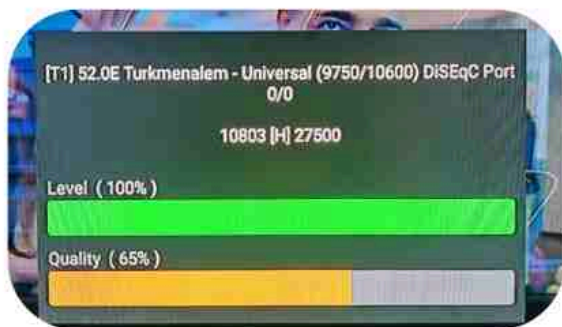 [T1] 52.0E Turkmenalem - Universal (9750/10600) DiSEqC Port
0/0
10803 [H] 27500
Level ( 100% )
Quality ( 65% )